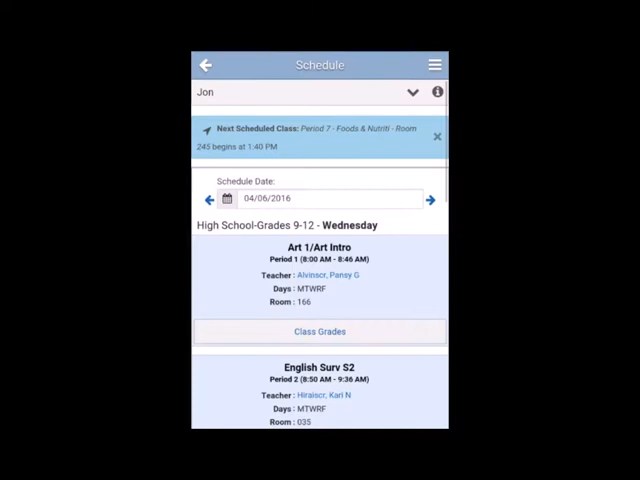 Schedule
Jon
Next Scheduled Class: Period 7 - Foods & Nutriti - Room
245 begins at 1:40 PM
Schedule Date:
04/06/2016
High School-Grades 9-12 - Wednesday
Art 1/Art Intro
Period 1 (8:00 AM - 8:46 AM)
Teacher : Alvinscr, Pansy G
Days : MTWRF
Room : 166
Class Grades
English Surv S2
Period 2 (8:50 AM - 9:36 AM)
Teacher : Hiraiscr, Kari N
Days : MTWRF
Room : 035